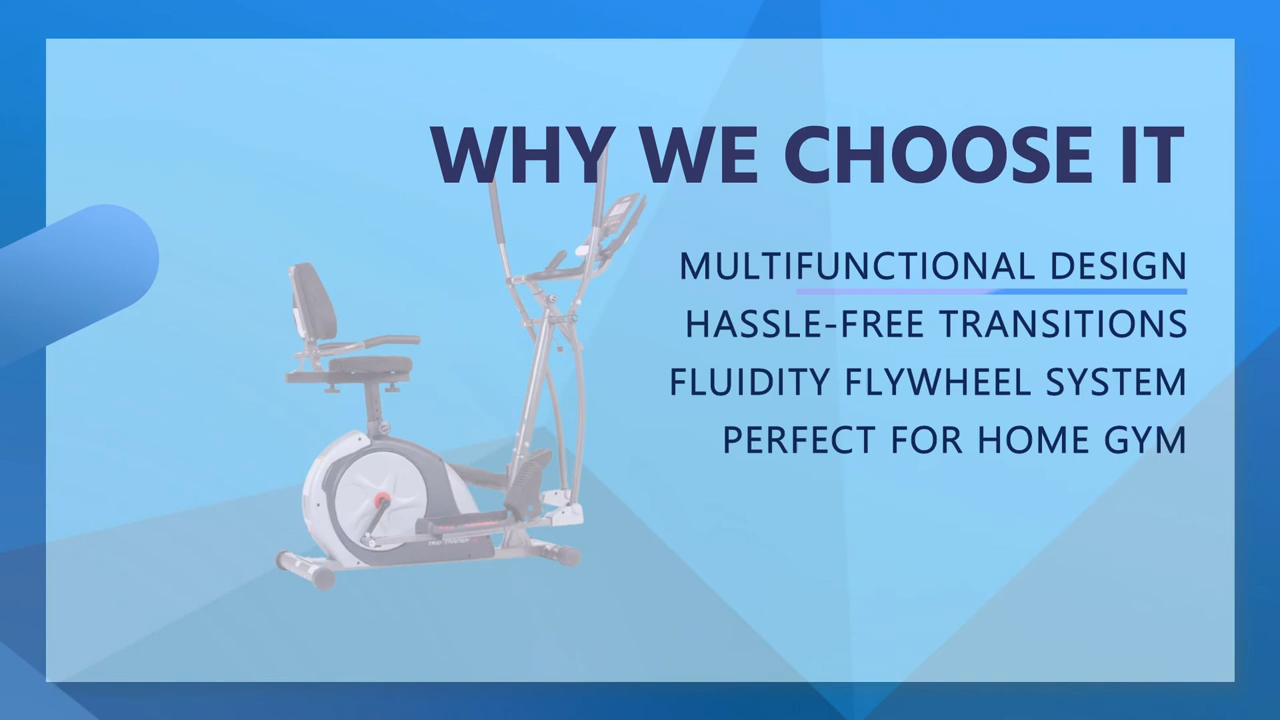 WHY WE CHOOSE IT
MULTIFUNCTIONAL DESIGN
HASSLE-FREE TRANSITIONS
FLUIDITY FLYWHEEL SYSTEM
PERFECT FOR HOME GYM